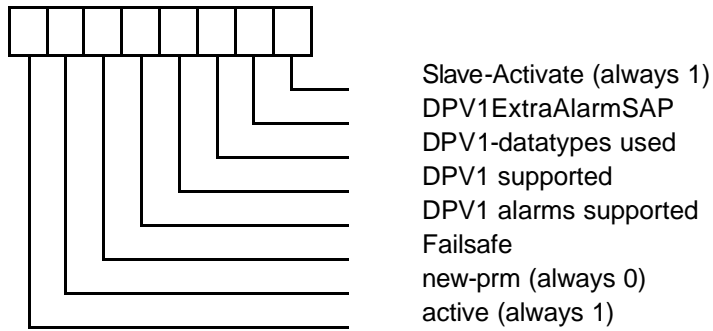 Slave-Activate (always 1)
DPV1ExtraAlarmSAP
DPV1-datatypes used
DPV1 supported
DPV1 alarms supported
Failsafe
new-prm (always 0)
active (always 1)